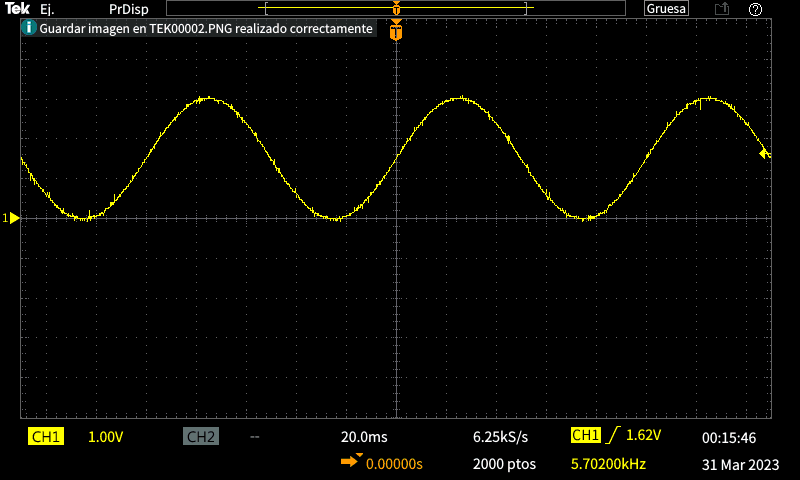 Tek Ej. PrDisp Gruesa
Guardar imagen en TEK00002.PNG realizado correctamente
T
T
1
CH1 1.00V CH2 -- 20.0ms 6.25kS/s CH1 1.62V 00:15:46
0.00000s 2000 ptos 5.70200kHz 31 Mar 2023